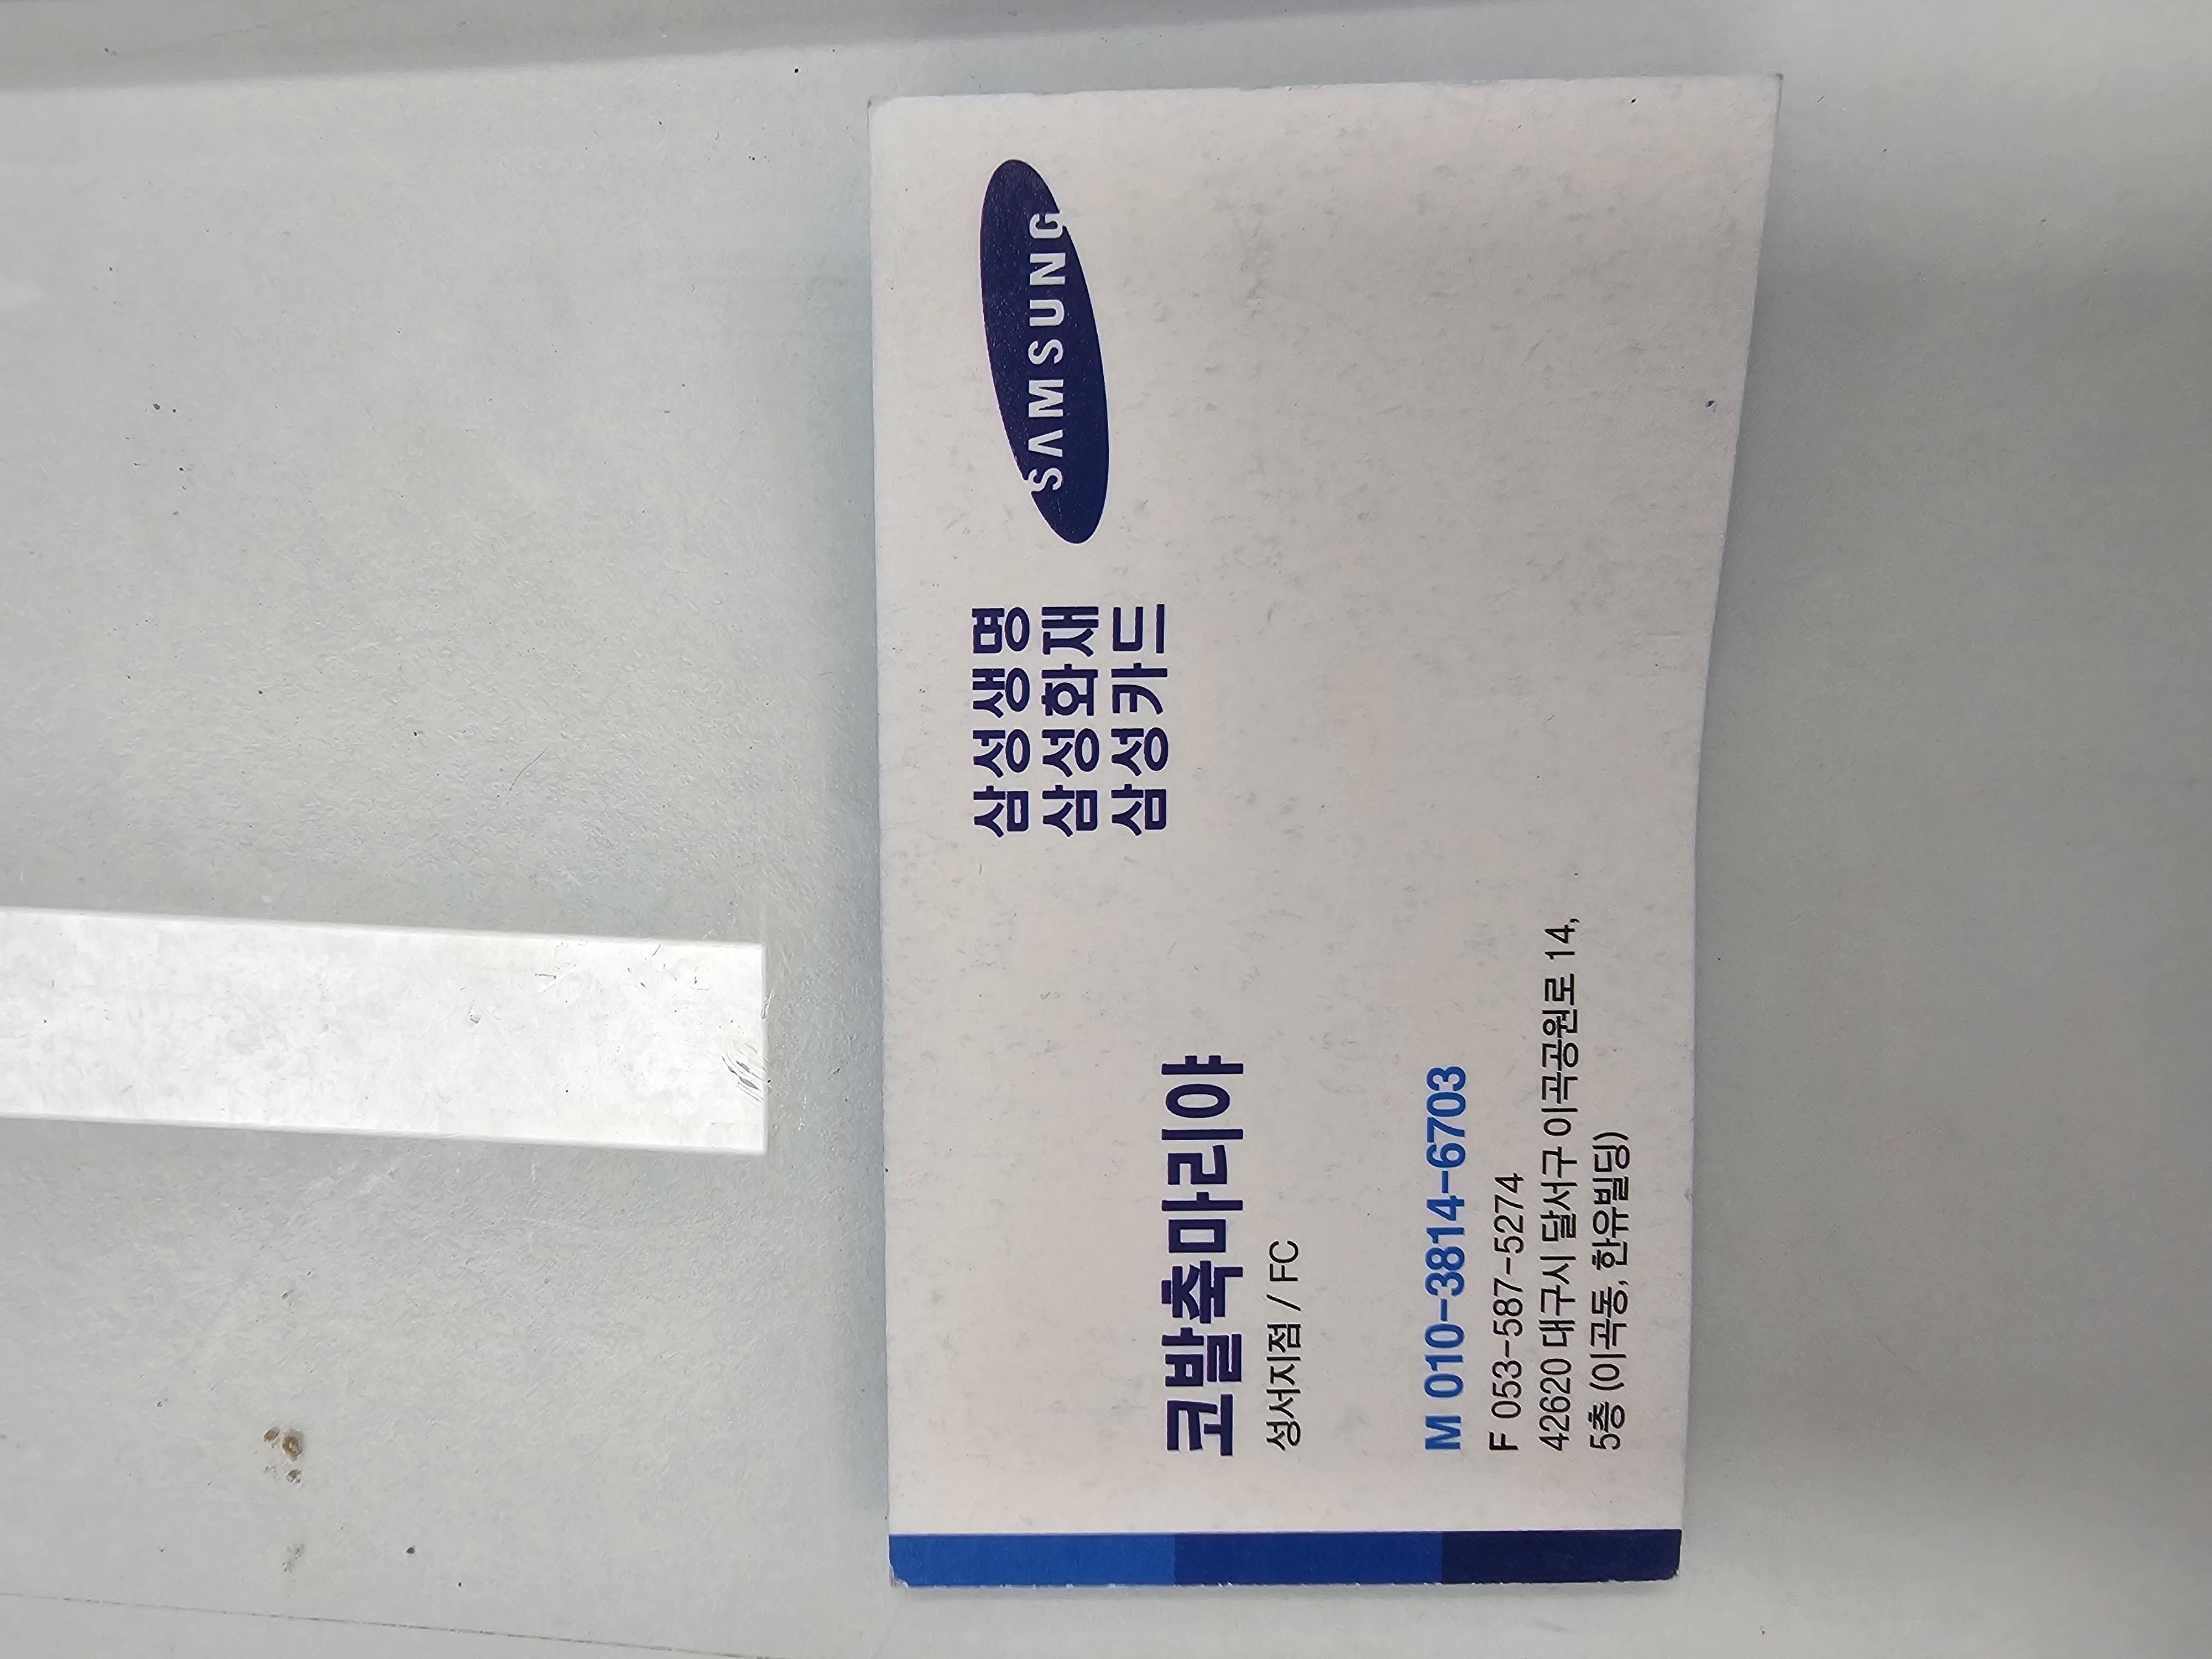 삼성생명
삼성화재
삼성카드
SAMSUNG
코발축마리야
성서지점 / FC
M 010-3814-6703
F 053-587-5274
42620 대구시 달서구 이곡공원로 14,
5층 (이곡동, 한유빌딩)